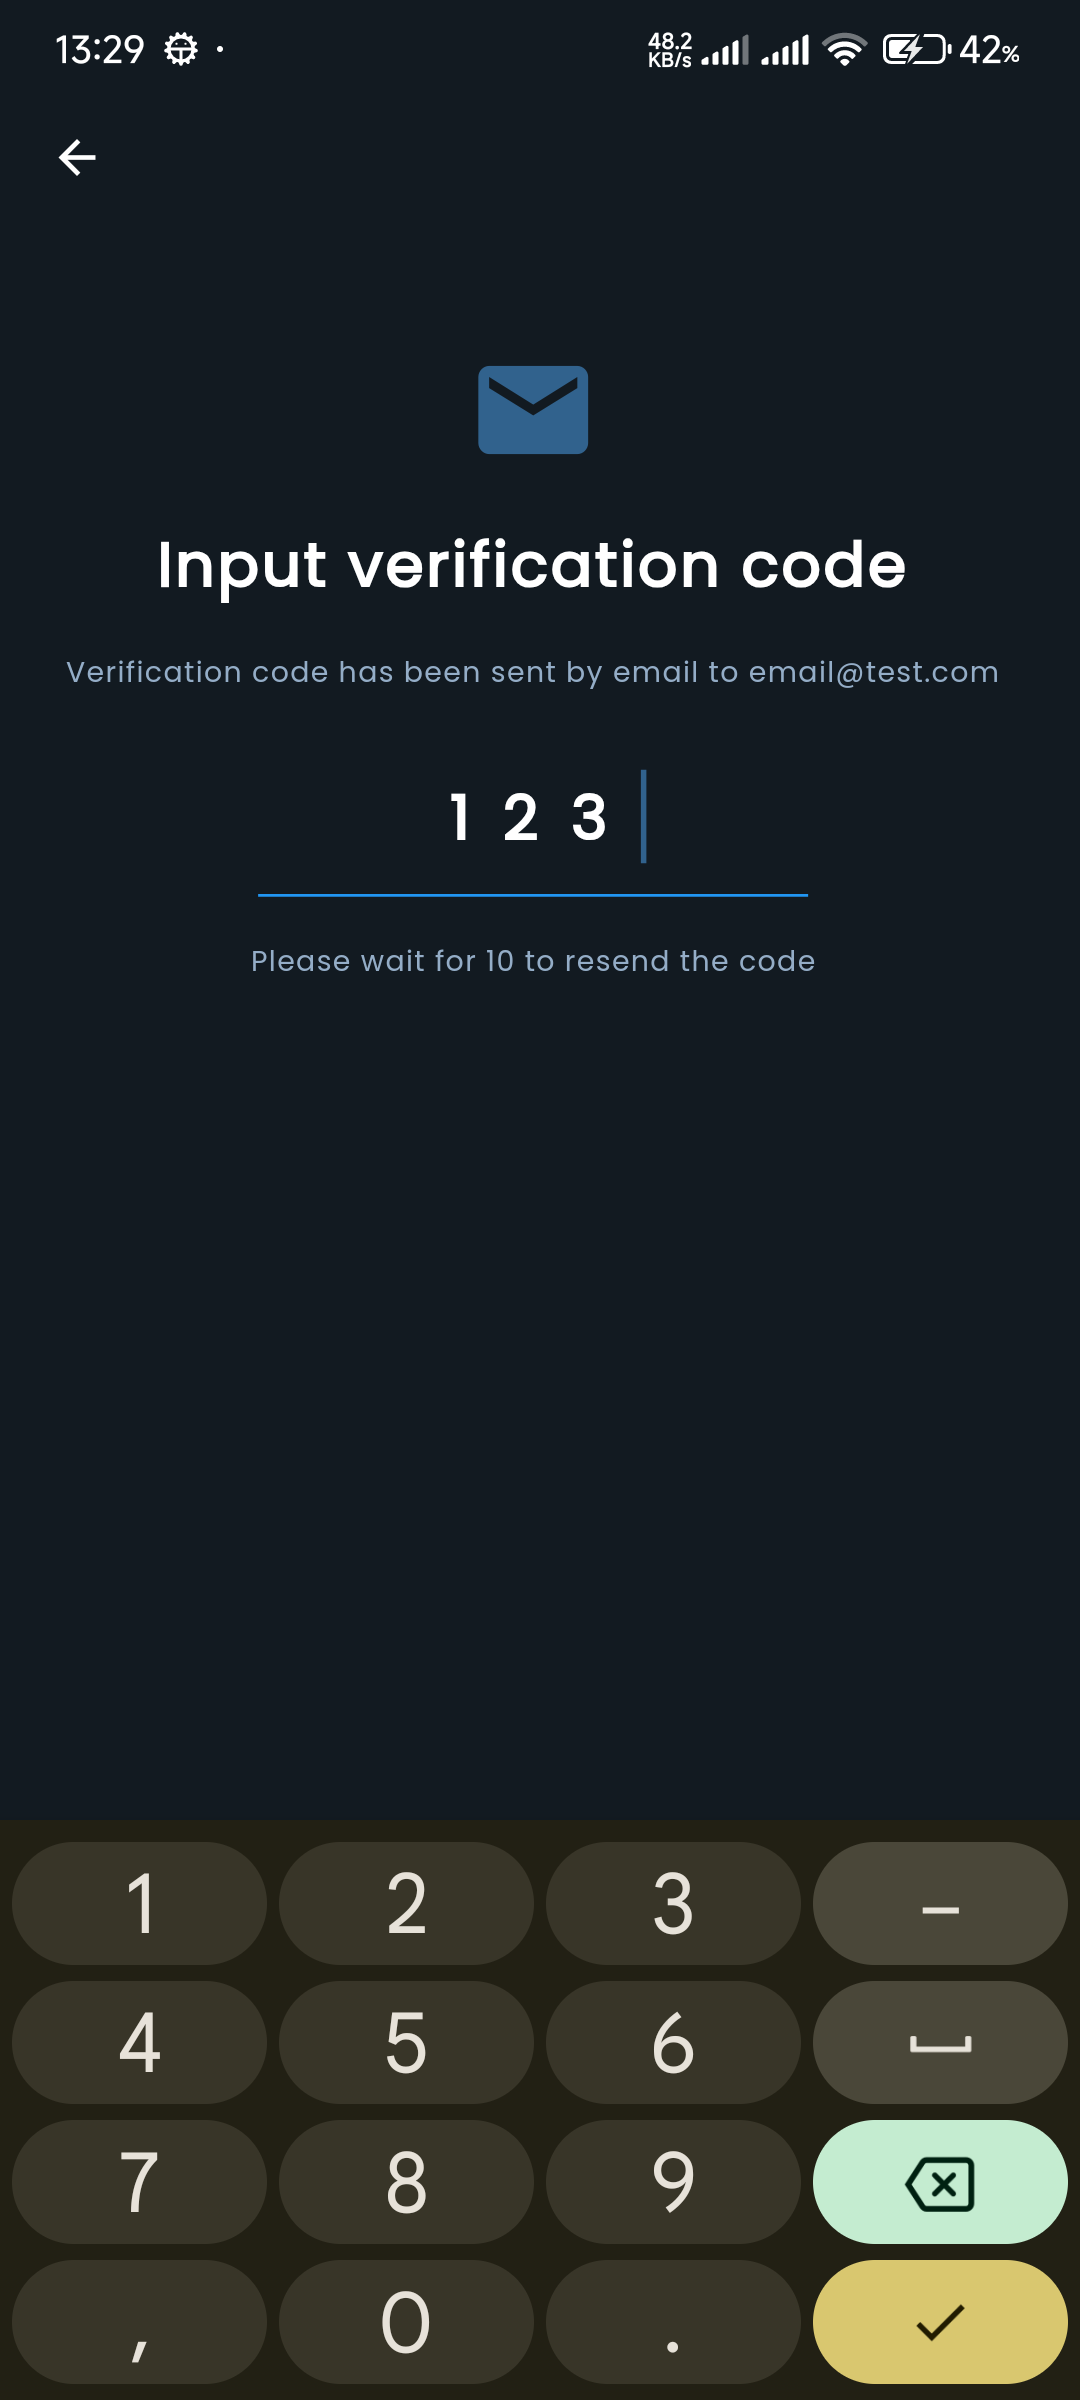 13:29
48.2
KB/s
42%
Input verification code
Verification code has been sent by email to email@test.com
1 2 3
Please wait for 10 to resend the code
1 2 3 –
4 5 6
7 8 9
, 0 .